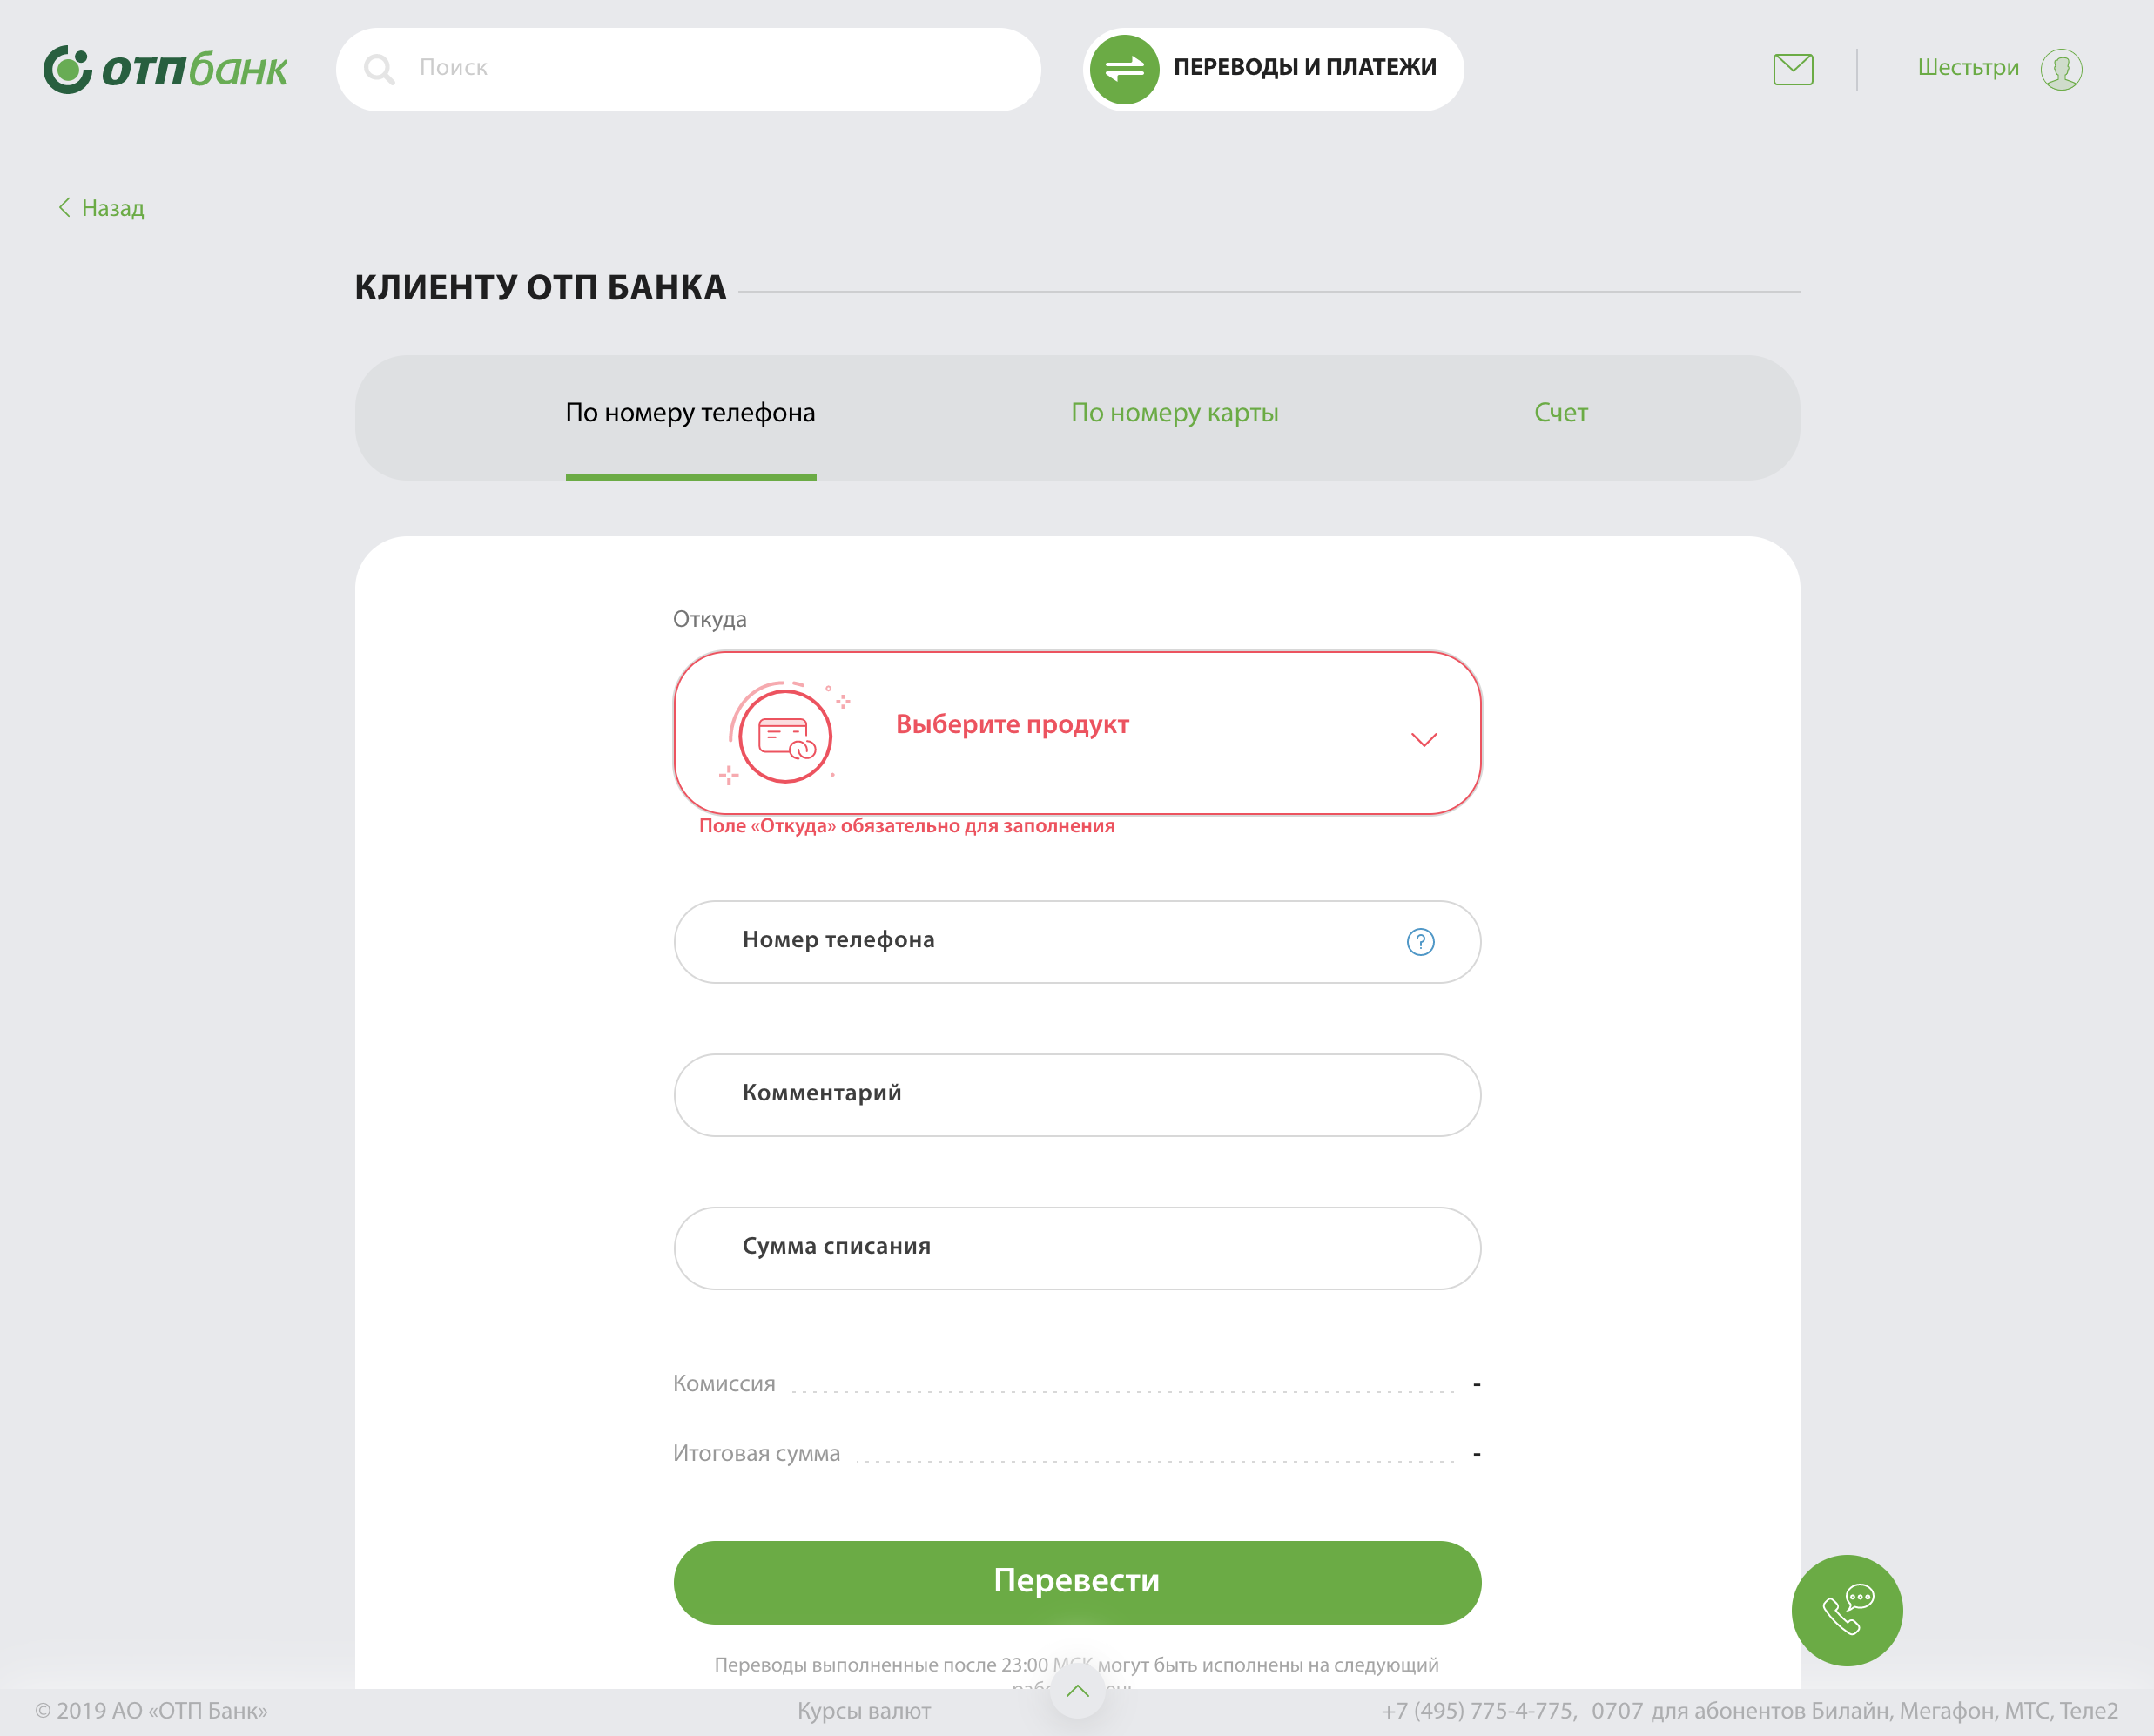 отпбанк
Поиск
ПЕРЕВОДЫ И ПЛАТЕЖИ
Шестьтри
Назад
КЛИЕНТУ ОТП БАНКА
По номеру телефона
По номеру карты
Счет
Откуда
Выберите продукт
Поле «Откуда» обязательно для заполнения
Номер телефона
?
Комментарий
Сумма списания
Комиссия -
Итоговая сумма -
Перевести
Переводы выполненные после 23:00 МСК могут быть исполнены на следующий
© 2019 АО «ОТП Банк»
Курсы валют
+7 (495) 775-4-775, 0707 для абонентов Билайн, Мегафон, МТС, Теле2